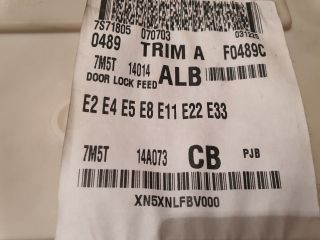 7S71805 070703 031225
0489 TRIM A F0489C
7M5T 14014 ALB
DOOR LOCK FEED
E2 E4 E5 E8 E11 E22 E33
7M5T 14A073 CB PJB
XN5XNLFBV000